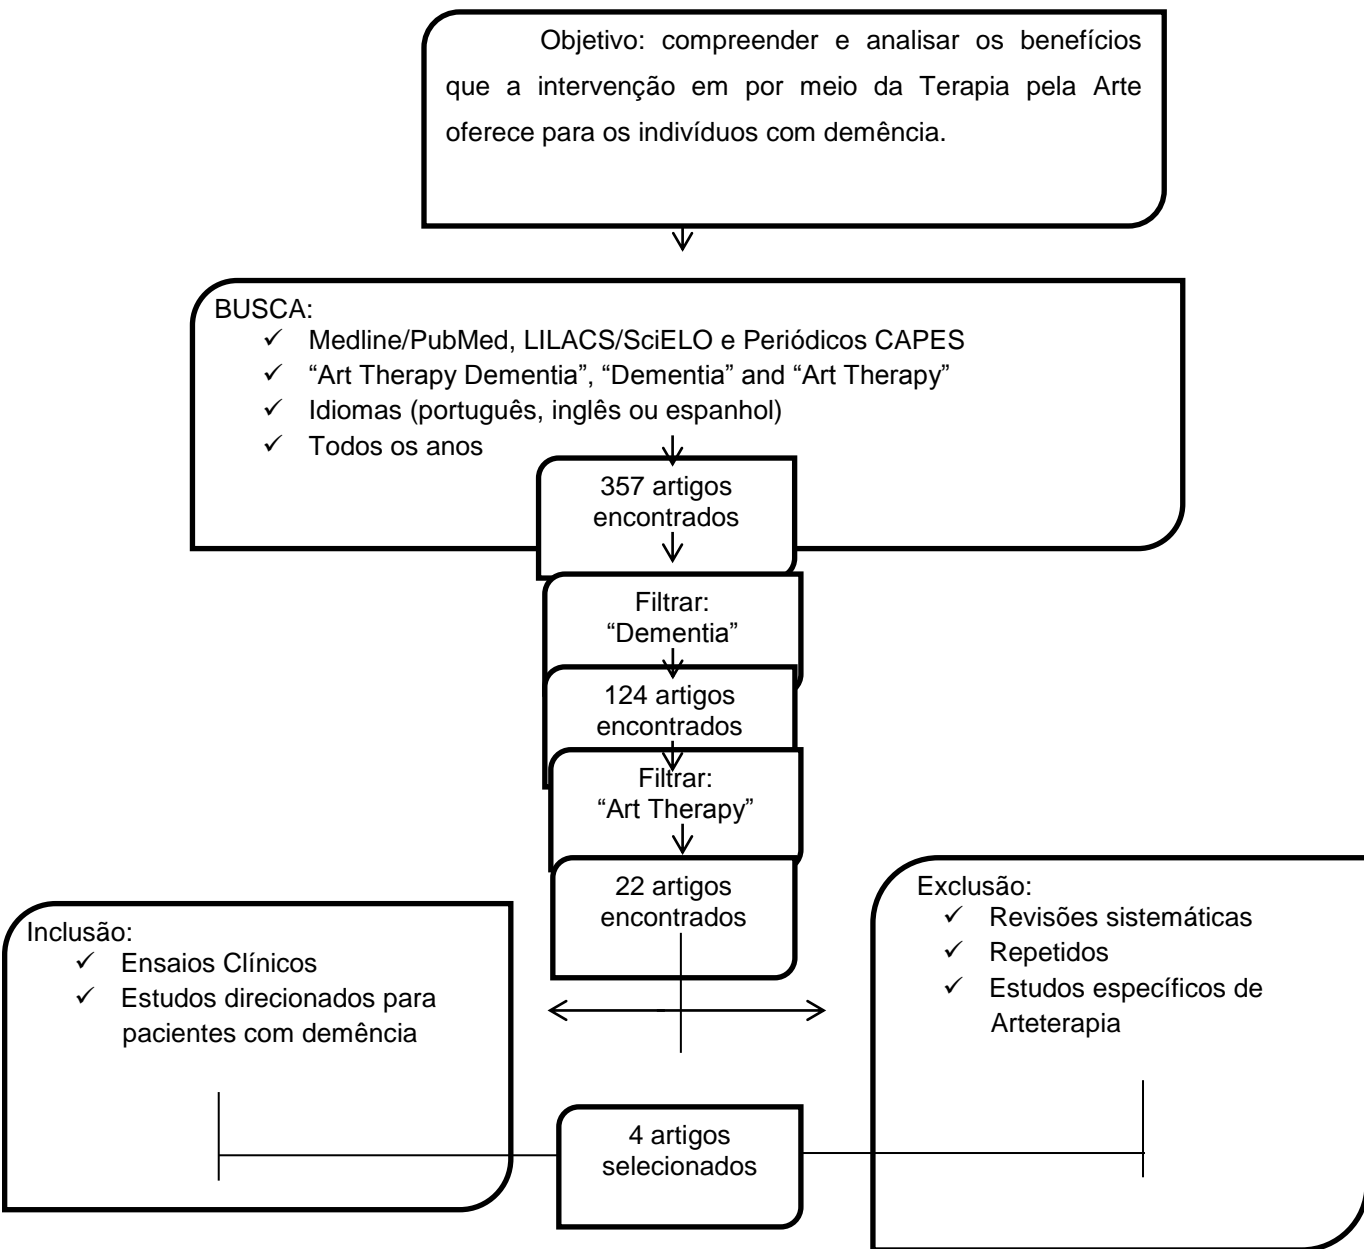 Objetivo: compreender e analisar os benefícios
que a intervenção em por meio da Terapia pela Arte
oferece para os indivíduos com demência.
BUSCA:
✓ Medline/PubMed, LILACS/SciELO e Periódicos CAPES
✓ “Art Therapy Dementia”, “Dementia” and “Art Therapy”
✓ Idiomas (português, inglês ou espanhol)
✓ Todos os anos
357 artigos
encontrados
Filtrar:
“Dementia”
124 artigos
encontrados
Filtrar:
“Art Therapy”
22 artigos
encontrados
Inclusão:
✓ Ensaios Clínicos
✓ Estudos direcionados para
pacientes com demência
Exclusão:
✓ Revisões sistemáticas
✓ Repetidos
✓ Estudos específicos de
Arteterapia
4 artigos
selecionados